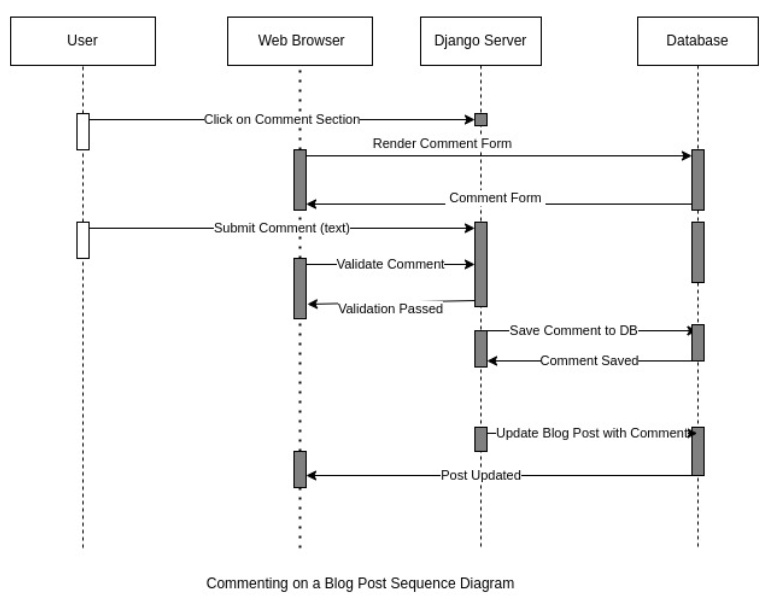 User
Web Browser
Django Server
Database
Click on Comment Section
Render Comment Form
Comment Form
Submit Comment (text)
Validate Comment
Validation Passed
Save Comment to DB
Comment Saved
Update Blog Post with Comment
Post Updated
Commenting on a Blog Post Sequence Diagram